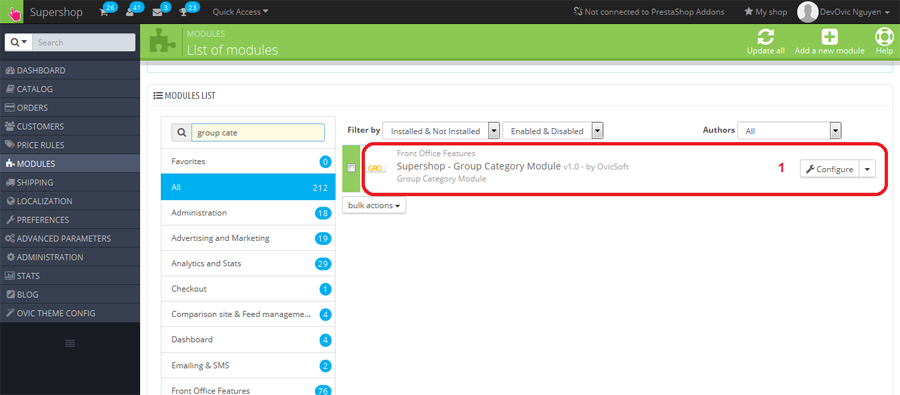 Supershop 26 41 3 23 Quick Access Not connected to PrestaShop Addons My shop DevOvic Nguyen
Search
MODULES
List of modules
Update all Add a new module Help
DASHBOARD
CATALOG
ORDERS
CUSTOMERS
PRICE RULES
MODULES
SHIPPING
LOCALIZATION
PREFERENCES
ADVANCED PARAMETERS
ADMINISTRATION
STATS
BLOG
OVIC THEME CONFIG
MODULES LIST
group cate
Favorites 0
All 212
Administration 18
Advertising and Marketing 19
Analytics and Stats 29
Checkout 1
Comparison site & Feed manageme... 4
Dashboard 4
Emailing & SMS 2
Front Office Features 76
Filter by Installed & Not Installed Enabled & Disabled Authors All
GRO
Front Office Features
Supershop - Group Category Module v1.0 - by OvicSoft
Group Category Module
1 Configure
bulk actions